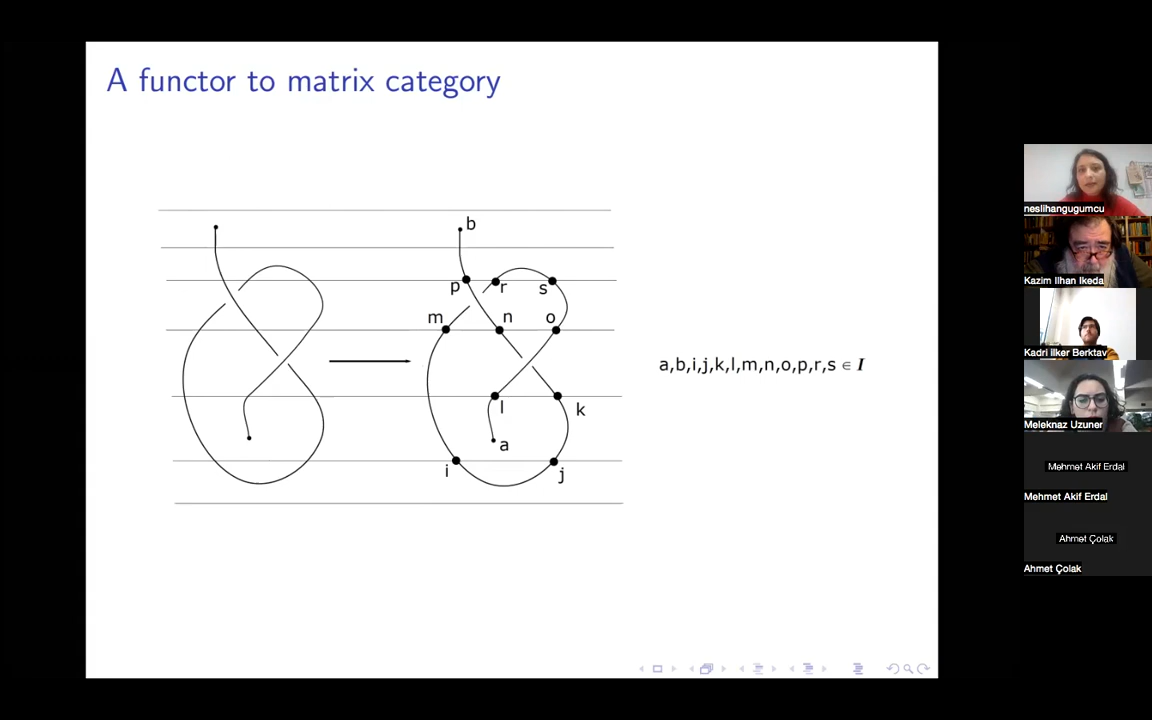 A functor to matrix category
b
p
r
s
m
n
o
a,b,i,j,k,l,m,n,o,p,r,s ∈ I
l
k
a
i
j
neslihangugumcu
Kazim Ilhan Ikeda
Kadri ilker Berktav
Meleknaz Uzuner
Mehmet Akif Erdal
Mehmet Akif Erdal
Ahmet Çolak
Ahmet Çolak